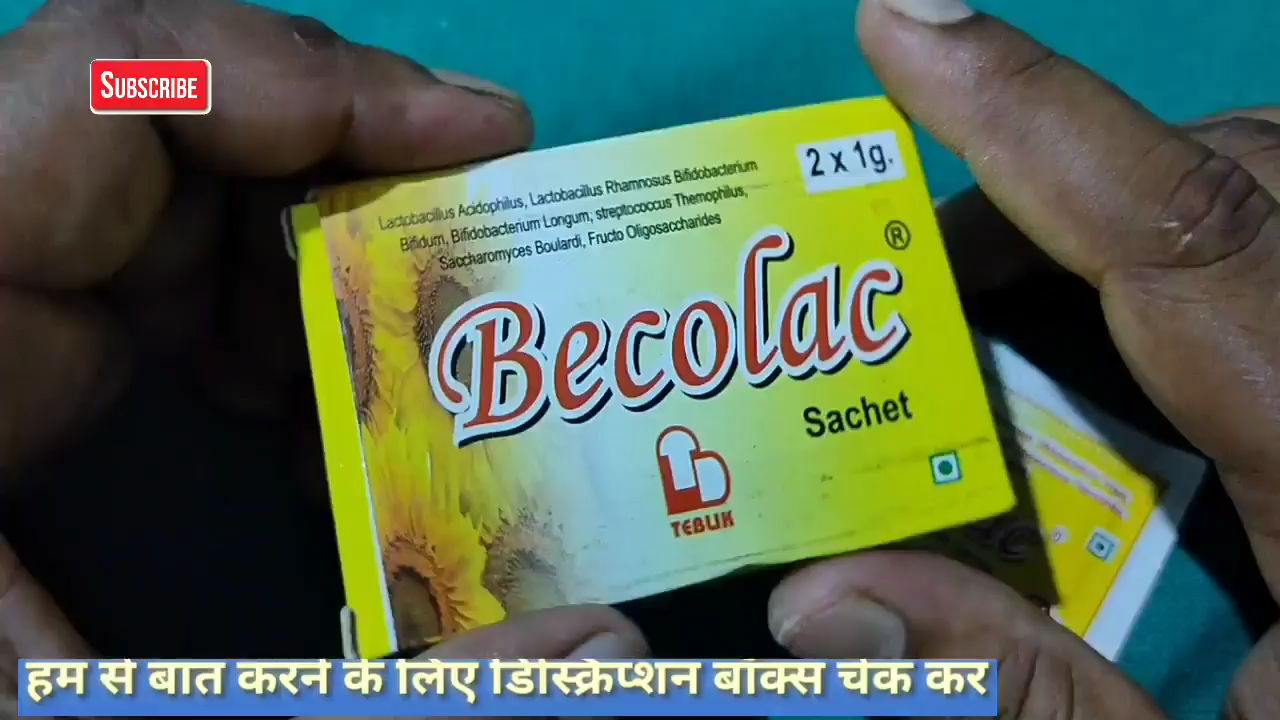 SUBSCRIBE
2 x 1g.
Lactobacillus Acidophilus, Lactobacillus Rhamnosus Bifidobacterium
Bifidum, Bifidobacterium Longum, streptococcus Themophilus,
Saccharomyces Boulardi, Fructo Oligosaccharides
Becolac®
Sachet
TEBLIK
हम से बात करने के लिए डिस्क्रिप्शन बॉक्स चेक कर